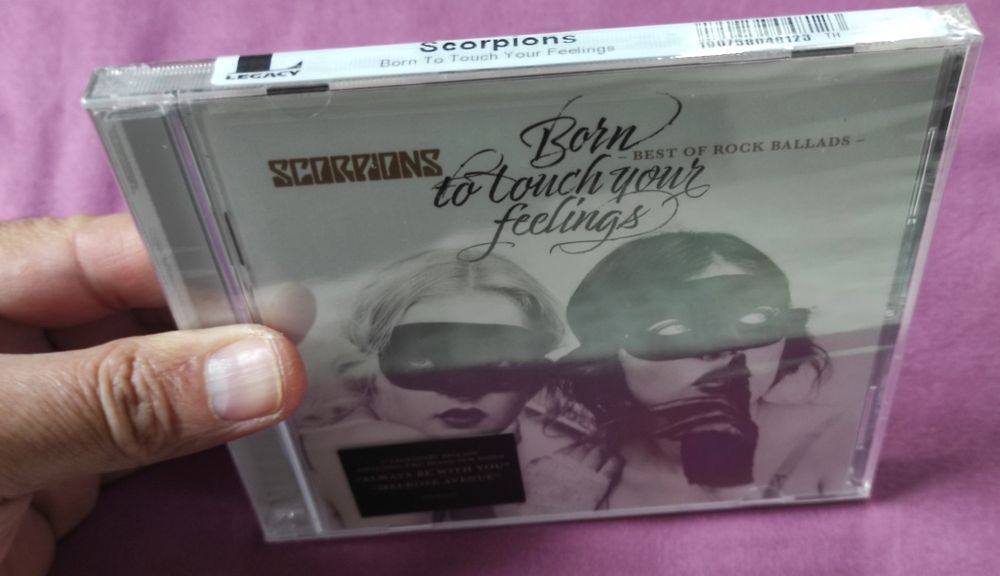 Scorpions
Born To Touch Your Feelings
LEGACY
TM
SCORPIONS
Born
to touch your
feelings
– BEST OF ROCK BALLADS –
"ALWAYS BE WITH YOU"
"MELROSE AVENUE"